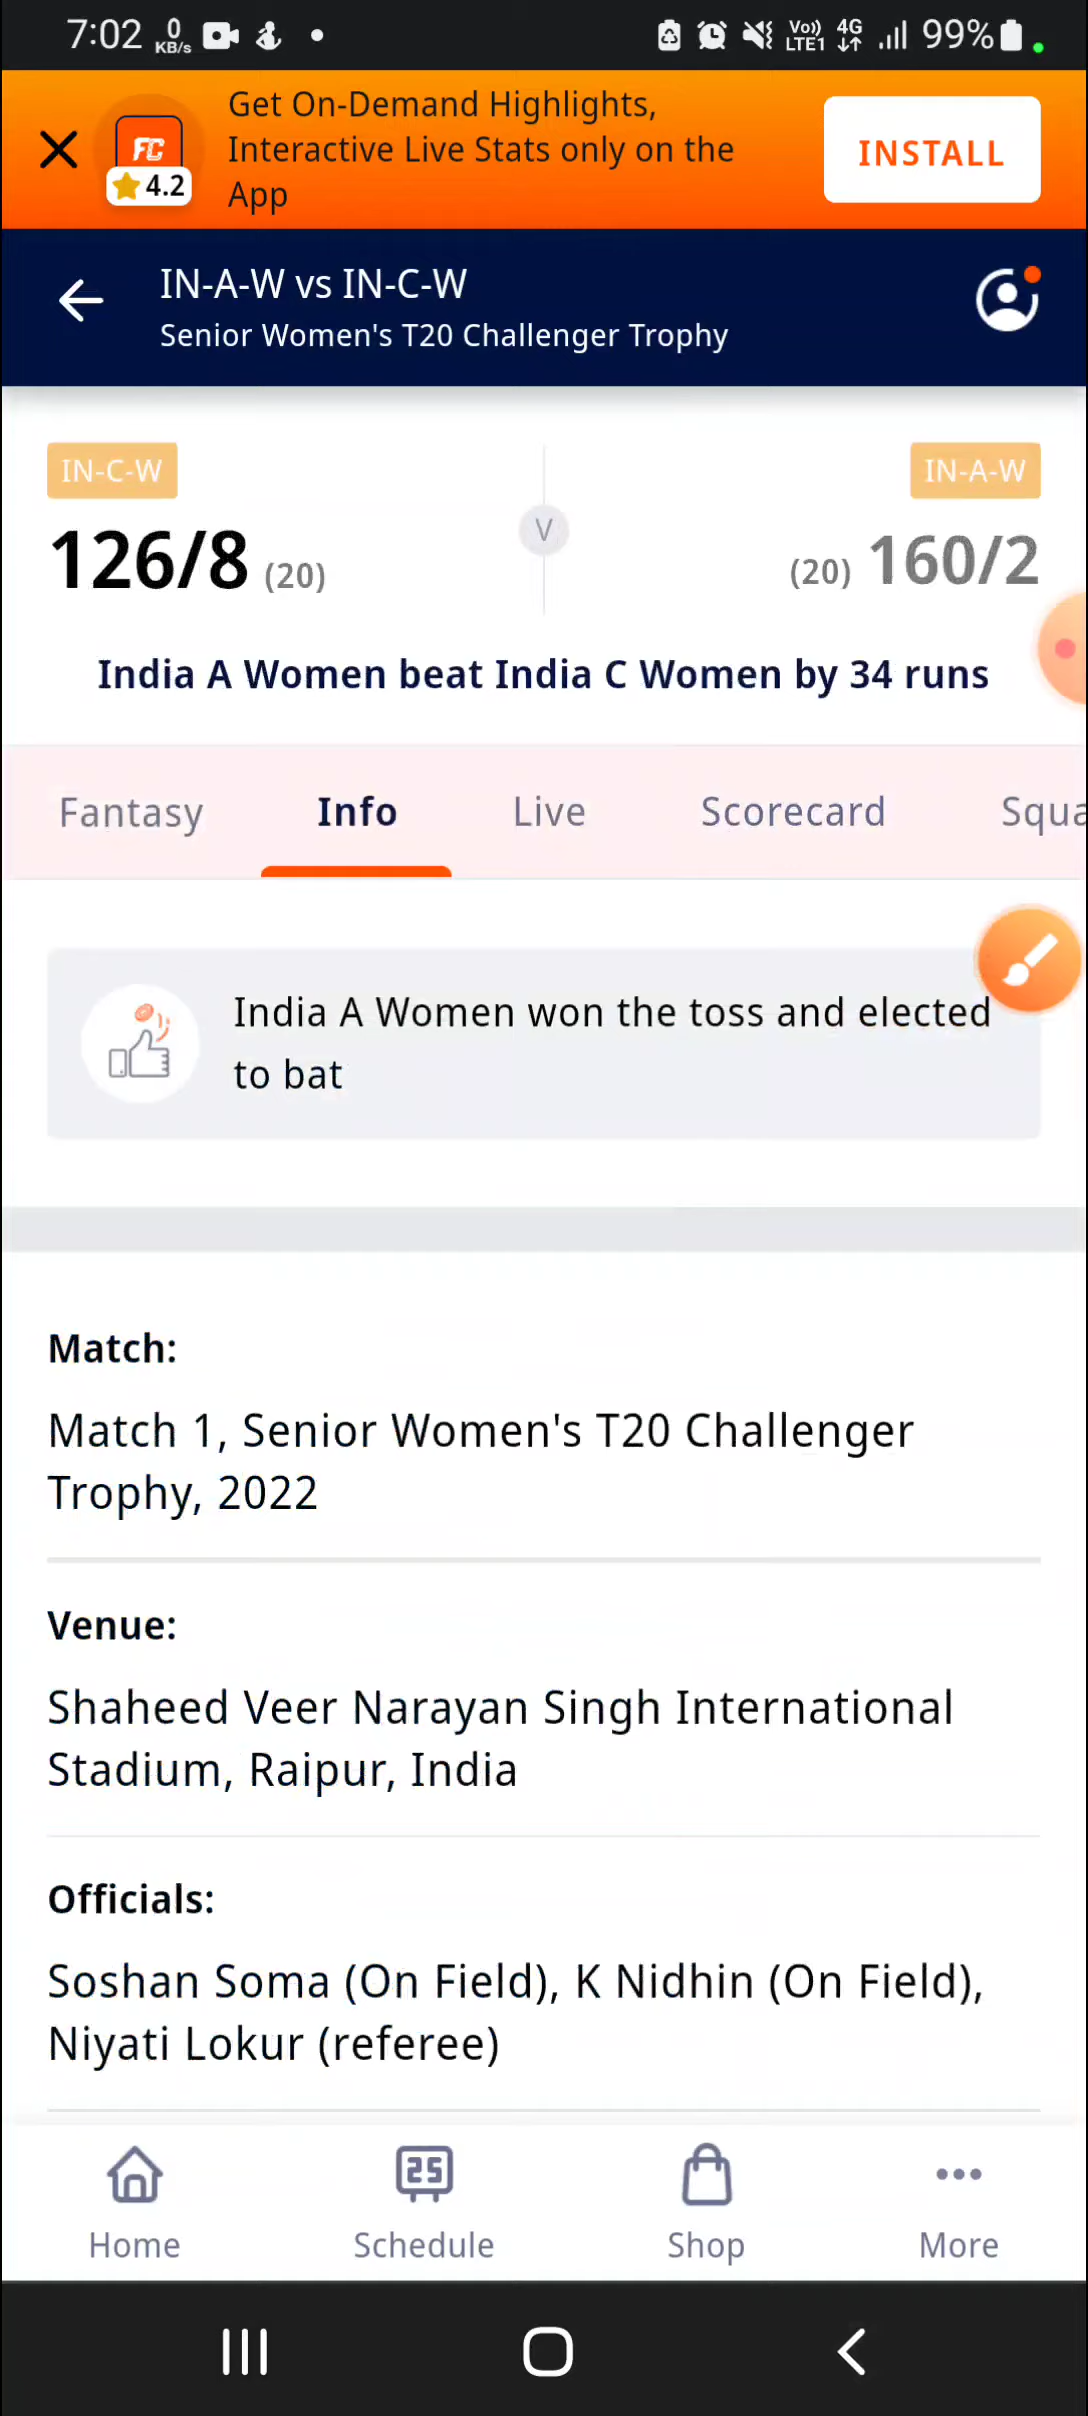 7:02 0 KB/s Vo)) LTE1 4G 99%
Get On-Demand Highlights,
Interactive Live Stats only on the
App
FC
4.2
INSTALL
IN-A-W vs IN-C-W
Senior Women's T20 Challenger Trophy
IN-C-W V IN-A-W
126/8 (20) (20) 160/2
India A Women beat India C Women by 34 runs
Fantasy Info Live Scorecard Squa
India A Women won the toss and elected
to bat
Match:
Match 1, Senior Women's T20 Challenger
Trophy, 2022
Venue:
Shaheed Veer Narayan Singh International
Stadium, Raipur, India
Officials:
Soshan Soma (On Field), K Nidhin (On Field),
Niyati Lokur (referee)
25
Home Schedule Shop More